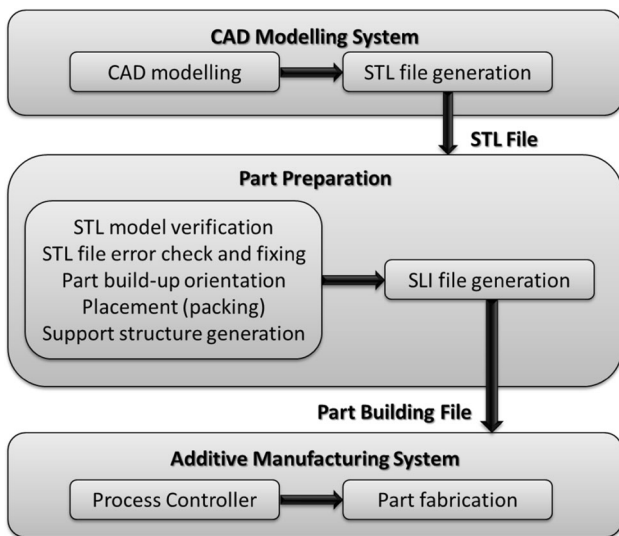 CAD Modelling System
CAD modelling
STL file generation
STL File
Part Preparation
STL model verification
STL file error check and fixing
Part build-up orientation
Placement (packing)
Support structure generation
SLI file generation
Part Building File
Additive Manufacturing System
Process Controller
Part fabrication